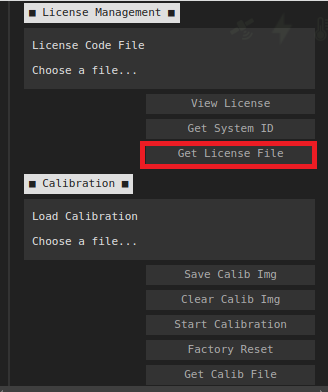 ■ License Management ■
License Code File
Choose a file...
View License
Get System ID
Get License File
■ Calibration ■
Load Calibration
Choose a file...
Save Calib Img
Clear Calib Img
Start Calibration
Factory Reset
Get Calib File